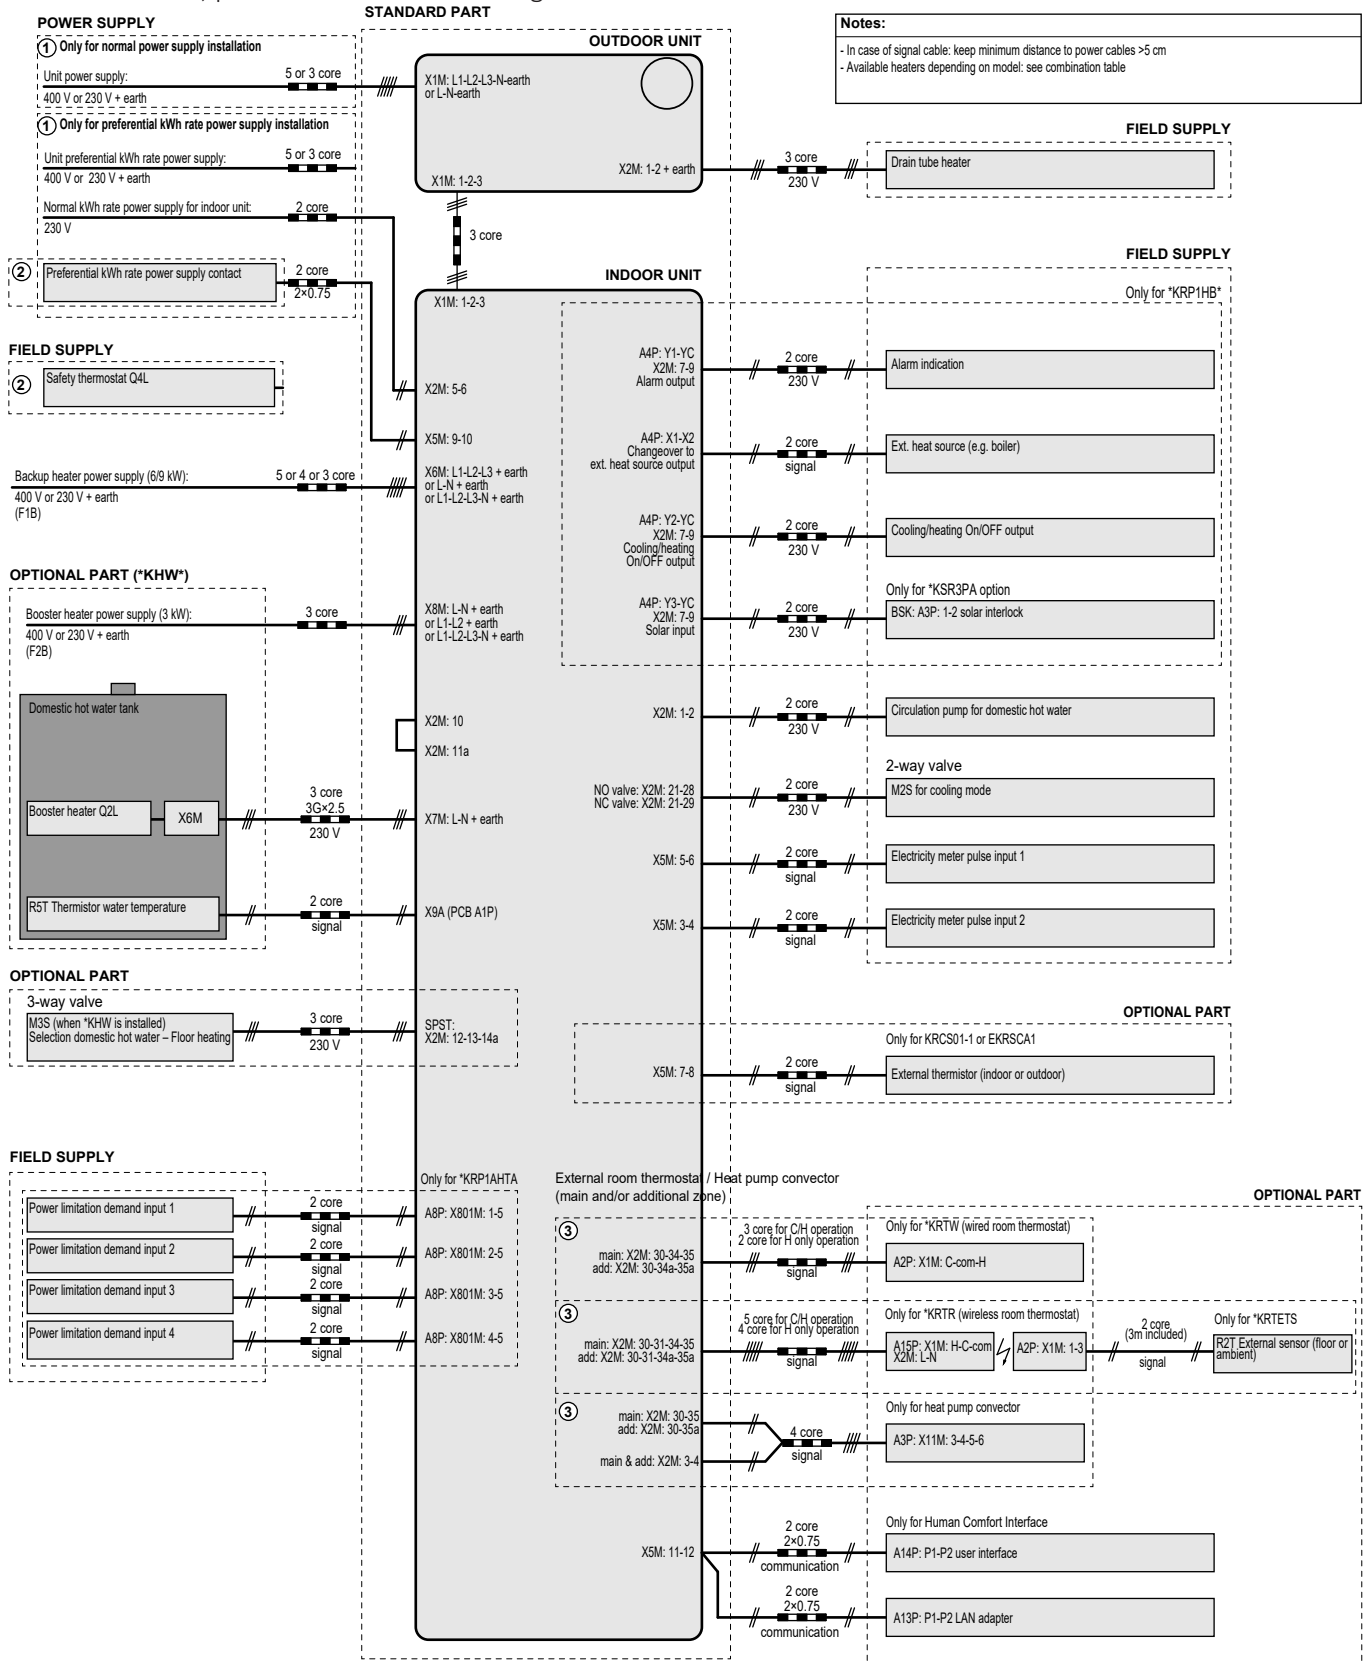 POWER SUPPLY
1 Only for normal power supply installation
Unit power supply:
5 or 3 core
400 V or 230 V + earth
1 Only for preferential kWh rate power supply installation
Unit preferential kWh rate power supply:
5 or 3 core
400 V or 230 V + earth
Normal kWh rate power supply for indoor unit:
2 core
230 V
2
Preferential kWh rate power supply contact
2 core
2×0.75
FIELD SUPPLY
2
Safety thermostat Q4L
Backup heater power supply (6/9 kW):
5 or 4 or 3 core
400 V or 230 V + earth
(F1B)
OPTIONAL PART (*KHW*)
Booster heater power supply (3 kW):
3 core
400 V or 230 V + earth
(F2B)
Domestic hot water tank
Booster heater Q2L
X6M
3 core
3G×2.5
230 V
R5T Thermistor water temperature
2 core
signal
OPTIONAL PART
3-way valve
M3S (when *KHW is installed)
Selection domestic hot water – Floor heating
3 core
230 V
FIELD SUPPLY
Power limitation demand input 1
2 core
signal
Power limitation demand input 2
2 core
signal
Power limitation demand input 3
2 core
signal
Power limitation demand input 4
2 core
signal
STANDARD PART
OUTDOOR UNIT
X1M: L1-L2-L3-N-earth
or L-N-earth
X2M: 1-2 + earth
X1M: 1-2-3
3 core
INDOOR UNIT
X1M: 1-2-3
X2M: 5-6
X5M: 9-10
X6M: L1-L2-L3 + earth
or L-N + earth
or L1-L2-L3-N + earth
X8M: L-N + earth
or L1-L2 + earth
or L1-L2-L3-N + earth
X2M: 10
X2M: 11a
X7M: L-N + earth
X9A (PCB A1P)
SPST:
X2M: 12-13-14a
Only for *KRP1AHTA
A8P: X801M: 1-5
A8P: X801M: 2-5
A8P: X801M: 3-5
A8P: X801M: 4-5
Notes:
- In case of signal cable: keep minimum distance to power cables >5 cm
- Available heaters depending on model: see combination table
FIELD SUPPLY
3 core
230 V
Drain tube heater
FIELD SUPPLY
Only for *KRP1HB*
A4P: Y1-YC
X2M: 7-9
Alarm output
2 core
230 V
Alarm indication
A4P: X1-X2
Changeover to
ext. heat source output
2 core
signal
Ext. heat source (e.g. boiler)
A4P: Y2-YC
X2M: 7-9
Cooling/heating
On/OFF output
2 core
230 V
Cooling/heating On/OFF output
Only for *KSR3PA option
A4P: Y3-YC
X2M: 7-9
Solar input
2 core
230 V
BSK: A3P: 1-2 solar interlock
X2M: 1-2
2 core
230 V
Circulation pump for domestic hot water
2-way valve
NO valve: X2M: 21-28
NC valve: X2M: 21-29
2 core
230 V
M2S for cooling mode
X5M: 5-6
2 core
signal
Electricity meter pulse input 1
X5M: 3-4
2 core
signal
Electricity meter pulse input 2
OPTIONAL PART
Only for KRCS01-1 or EKRSCA1
X5M: 7-8
2 core
signal
External thermistor (indoor or outdoor)
External room thermostat / Heat pump convector
(main and/or additional zone)
OPTIONAL PART
3
main: X2M: 30-34-35
add: X2M: 30-34a-35a
3 core for C/H operation
2 core for H only operation
signal
Only for *KRTW (wired room thermostat)
A2P: X1M: C-com-H
3
main: X2M: 30-31-34-35
add: X2M: 30-31-34a-35a
5 core for C/H operation
4 core for H only operation
signal
Only for *KRTR (wireless room thermostat)
A15P: X1M: H-C-com
X2M: L-N
A2P: X1M: 1-3
2 core
(3m included)
signal
Only for *KRTETS
R2T External sensor (floor or
ambient)
3
main: X2M: 30-35
add: X2M: 30-35a
main & add: X2M: 3-4
4 core
signal
Only for heat pump convector
A3P: X11M: 3-4-5-6
X5M: 11-12
2 core
2×0.75
communication
Only for Human Comfort Interface
A14P: P1-P2 user interface
2 core
2×0.75
communication
A13P: P1-P2 LAN adapter